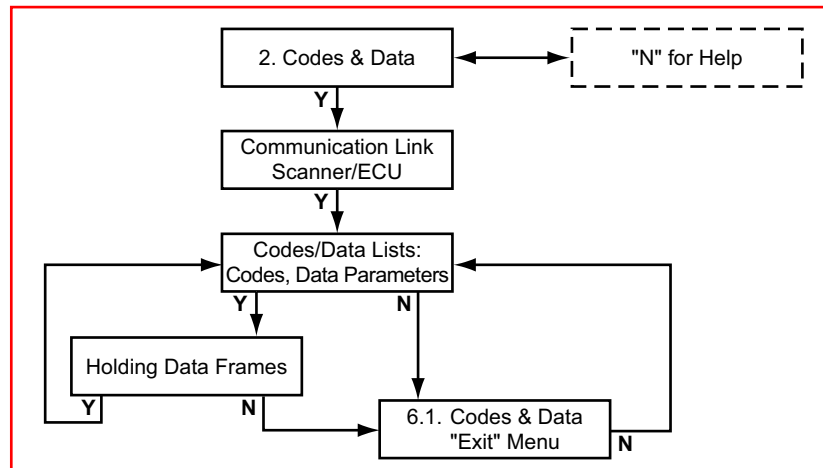 2. Codes & Data
"N" for Help
Y
Communication Link
Scanner/ECU
Y
Codes/Data Lists:
Codes, Data Parameters
Y
N
Holding Data Frames
Y
N
6.1. Codes & Data
"Exit" Menu
N